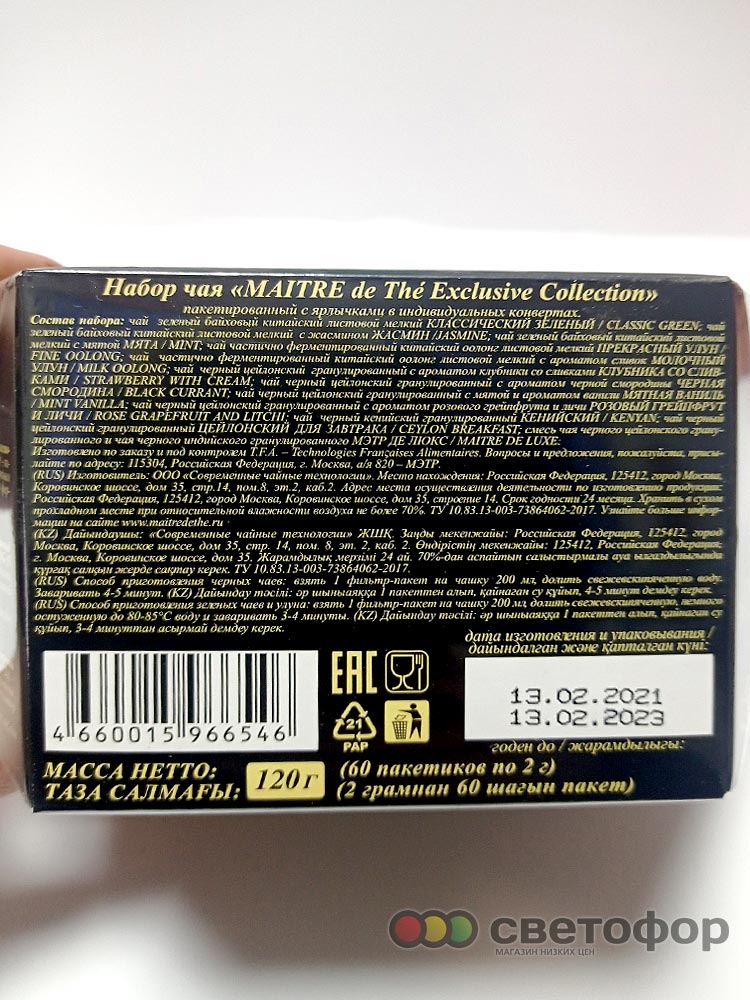 Набор чая «MAITRE de Thé Exclusive Collection»
пакетированный с ярлычками в индивидуальных конвертах.
Состав набора: чай зеленый байховый китайский листовой мелкий КЛАССИЧЕСКИЙ ЗЕЛЕНЫЙ / CLASSIC GREEN; чай
зеленый байховый китайский листовой мелкий с жасмином ЖАСМИН /JASMINE; чай зеленый байховый китайский листовой
мелкий с мятой МЯТА / MINT; чай частично ферментированный китайский оолонг листовой мелкий ПРЕКРАСНЫЙ УЛУН /
FINE OOLONG; чай частично ферментированный китайский оолонг листовой мелкий с ароматом сливок МОЛОЧНЫЙ
УЛУН / MILK OOLONG; чай черный цейлонский гранулированный с ароматом клубники со сливками КЛУБНИКА СО СЛИВ-
КАМИ / STRAWBERRY WITH CREAM; чай черный цейлонский гранулированный с ароматом черной смородины ЧЕРНАЯ
СМОРОДИНА / BLACK CURRANT; чай черный цейлонский гранулированный с мятой и ароматом ванили МЯТНАЯ ВАНИЛЬ
/ MINT VANILLA; чай черный цейлонский гранулированный с ароматом розового грейпфрута и личи РОЗОВЫЙ ГРЕЙПФРУТ
И ЛИЧИ / ROSE GRAPEFRUIT AND LITCHI; чай черный кенийский гранулированный КЕНИЙСКИЙ / KENYAN; чай черный
цейлонский гранулированный ЦЕЙЛОНСКИЙ ДЛЯ ЗАВТРАКА / CEYLON BREAKFAST; смесь чая черного цейлонского грану-
лированного и чая черного индийского гранулированного МЭТР ДЕ ЛЮКС / MAITRE DE LUXE.
Изготовлено по заказу и под контролем T.F.A. – Technologies Françaises Alimentaires. Вопросы и предложения, пожалуйста, присы-
лайте по адресу: 115304, Российская Федерация, г. Москва, а/я 820 – МЭТР.
(RUS) Изготовитель: ООО «Современные чайные технологии». Место нахождения: Российская Федерация, 125412, город Москва,
Коровинское шоссе, дом 35, стр.14, пом.8, эт.2, каб.2. Адрес места осуществления деятельности по изготовлению продукции:
Российская Федерация, 125412, город Москва, Коровинское шоссе, дом 35, строение 14. Срок годности 24 месяца. Хранить в сухом
прохладном месте при относительной влажности воздуха не более 70%. ТУ 10.83.13-003-73864062-2017. Узнайте больше инфор-
мации на сайте www.maitredethe.ru
(KZ) Дайындаушы: «Современные чайные технологии» ЖШҚ. Заңды мекенжайы: Российская Федерация, 125412, город
Москва, Коровинское шоссе, дом 35, стр. 14, пом. 8, эт. 2, каб. 2. Өндірістің мекенжайы: 125412, Российская Федерация,
г. Москва, Коровинское шоссе, дом 35. Жарамдылық мерзімі 24 ай. 70%-дан аспайтын салыстырмалы ауа ылғалдылығында
құрғақ салқын жерде сақтау керек. ТУ 10.83.13-003-73864062-2017.
(RUS) Способ приготовления черных чаев: взять 1 фильтр-пакет на чашку 200 мл, долить свежевскипяченную воду.
Заваривать 4-5 минут. (KZ) Дайындау тәсілі: әр шыныаяққа 1 пакеттен алып, қайнаған су құйып, 4-5 минут демдеу керек.
(RUS) Способ приготовления зеленых чаев и улуна: взять 1 фильтр-пакет на чашку 200 мл, долить свежевскипяченную, немного
остуженную до 80-85°С воду и заваривать 3-4 минуты. (KZ) Дайындау тәсілі: әр шыныаяққа 1 пакеттен алып, қайнаған су
құйып, 3-4 минуттан асырмай демдеу керек.
дата изготовления и упаковывания /
дайындалған және қапталған күні:
EAC
13.02.2021
13.02.2023
21
PAP
4 660015 966546
годен до / жарамдылығы:
МАССА НЕТТО:
ТАЗА САЛМАҒЫ:
120 г
(60 пакетиков по 2 г)
(2 грамнан 60 шағын пакет)
светофор
МАГАЗИН НИЗКИХ ЦЕН